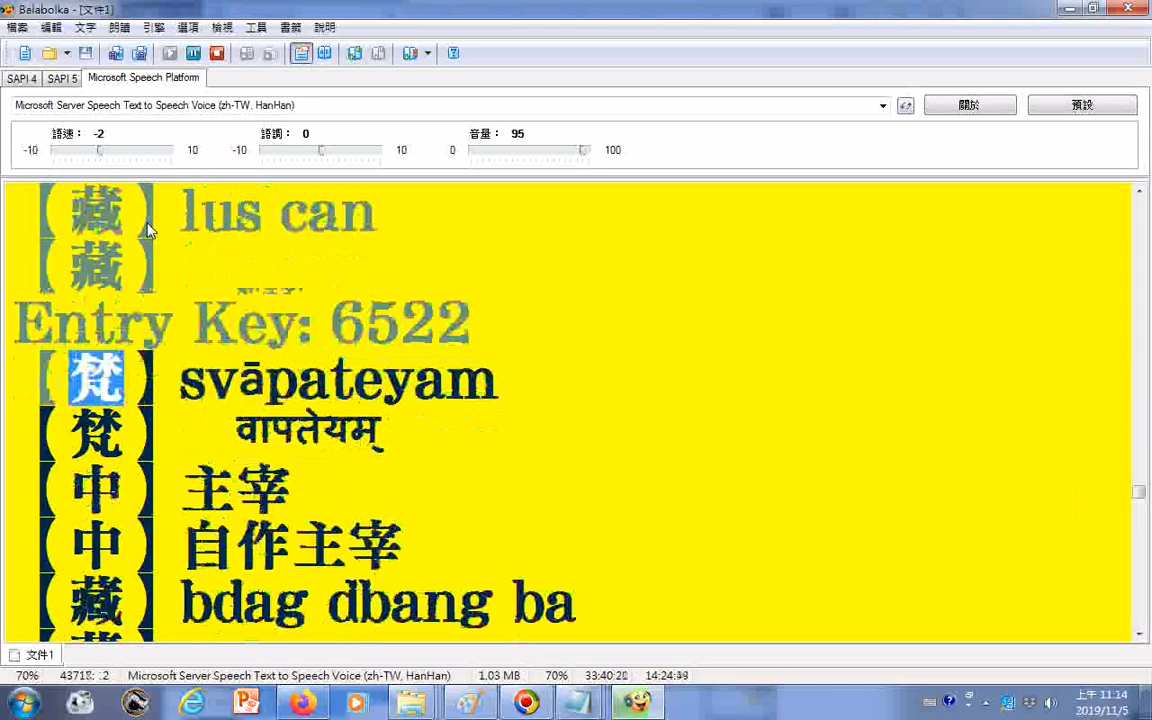 Balabolka - [文件1]
檔案 編輯 文字 朗讀 引擎 選項 檢視 工具 書籤 說明
SAPI 4 SAPI 5 Microsoft Speech Platform
Microsoft Server Speech Text to Speech Voice (zh-TW, HanHan) 關於 預設
語速： -2 語調： 0 音量： 95
-10 10 -10 10 0 100
【藏】 lus can
【藏】
Entry Key: 6522
【梵】 svāpateyam
【梵】 वापतेयम्
【中】 主宰
【中】 自作主宰
【藏】 bdag dbang ba
文件1
70% Microsoft Server Speech Text to Speech Voice (zh-TW, HanHan) 1.03 MB 70%
上午 11:14
2019/11/5